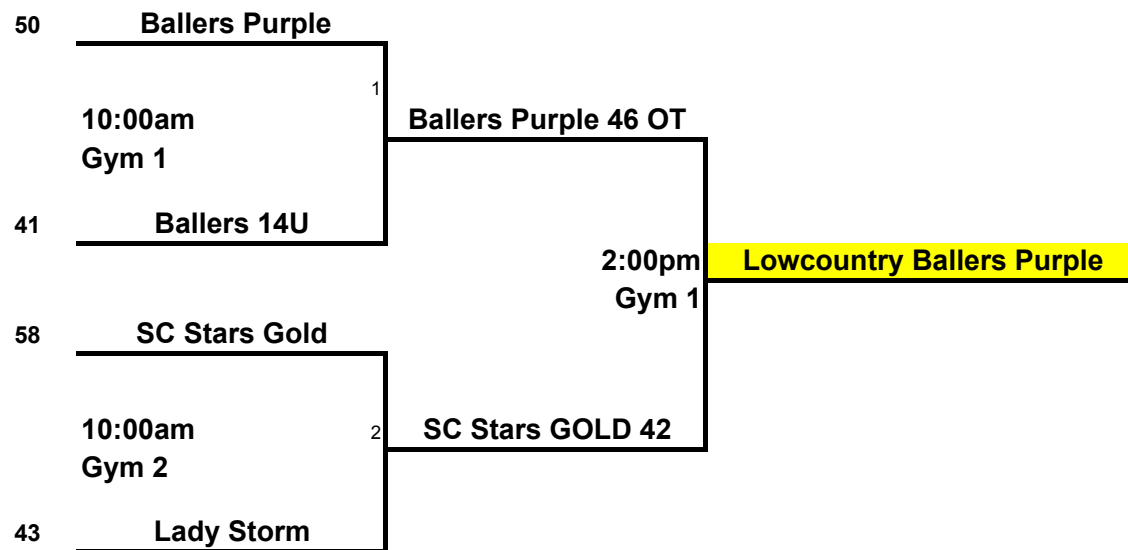 50 Ballers Purple
1
10:00am
Gym 1
Ballers Purple 46 OT
41 Ballers 14U
2:00pm
Gym 1
Lowcountry Ballers Purple
58 SC Stars Gold
10:00am
Gym 2
2
SC Stars GOLD 42
43 Lady Storm